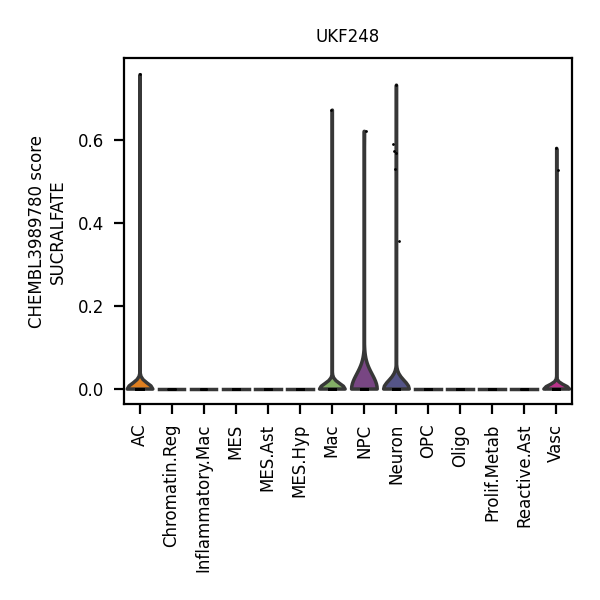 UKF248
CHEMBL3989780 score
SUCRALFATE
0.6
0.4
0.2
0.0
AC
Chromatin.Reg
Inflammatory.Mac
MES
MES.Ast
MES.Hyp
Mac
NPC
Neuron
OPC
Oligo
Prolif.Metab
Reactive.Ast
Vasc